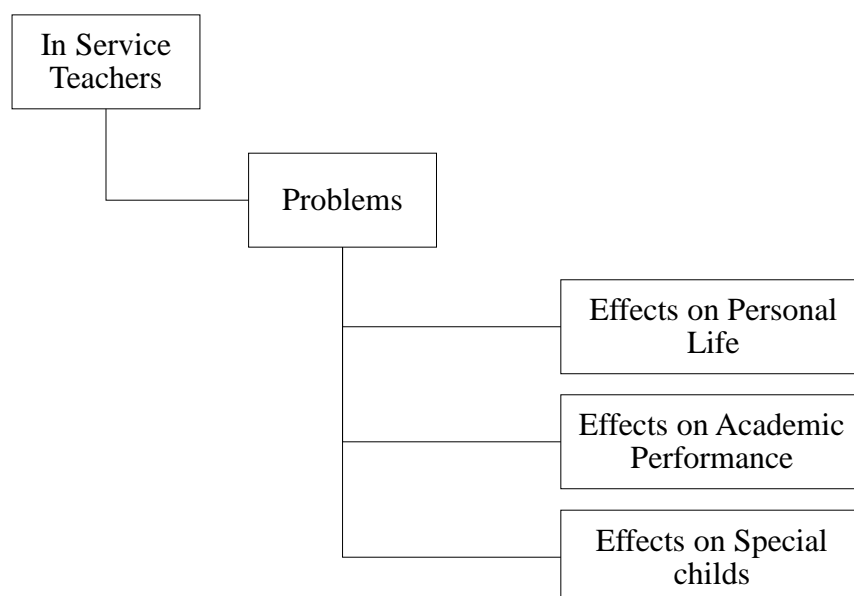 In Service
Teachers
Problems
Effects on Personal
Life
Effects on Academic
Performance
Effects on Special
childs